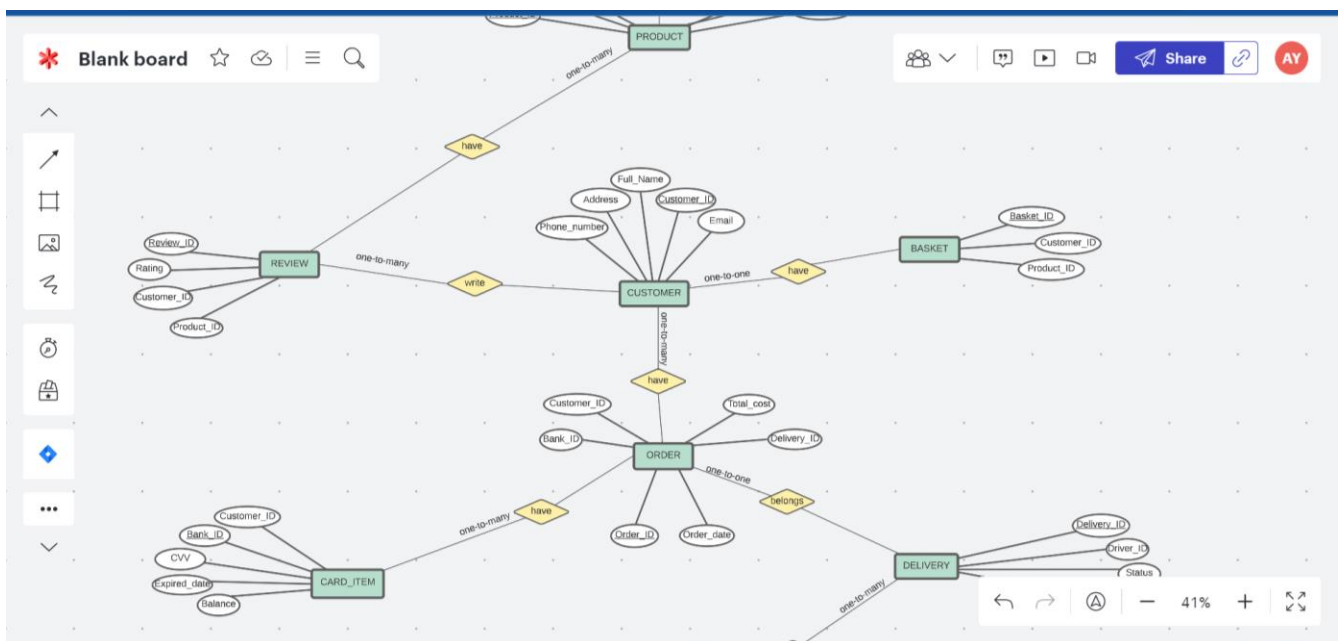 PRODUCT
Blank board
Share
AY
one-to-many
have
Full_Name
Address
Customer_ID
Phone_number
Email
Basket_ID
BASKET
Customer_ID
Product_ID
Review_ID
REVIEW
Rating
Customer_ID
Product_ID
one-to-many
write
CUSTOMER
one-to-one
have
one-to-many
have
Customer_ID
Total_cost
Bank_ID
Delivery_ID
ORDER
one-to-one
belongs
one-to-many
have
Order_ID
Order_date
Customer_ID
Bank_ID
CVV
Expired_date
Balance
CARD_ITEM
Delivery_ID
Driver_ID
Status
DELIVERY
one-to-many
41%